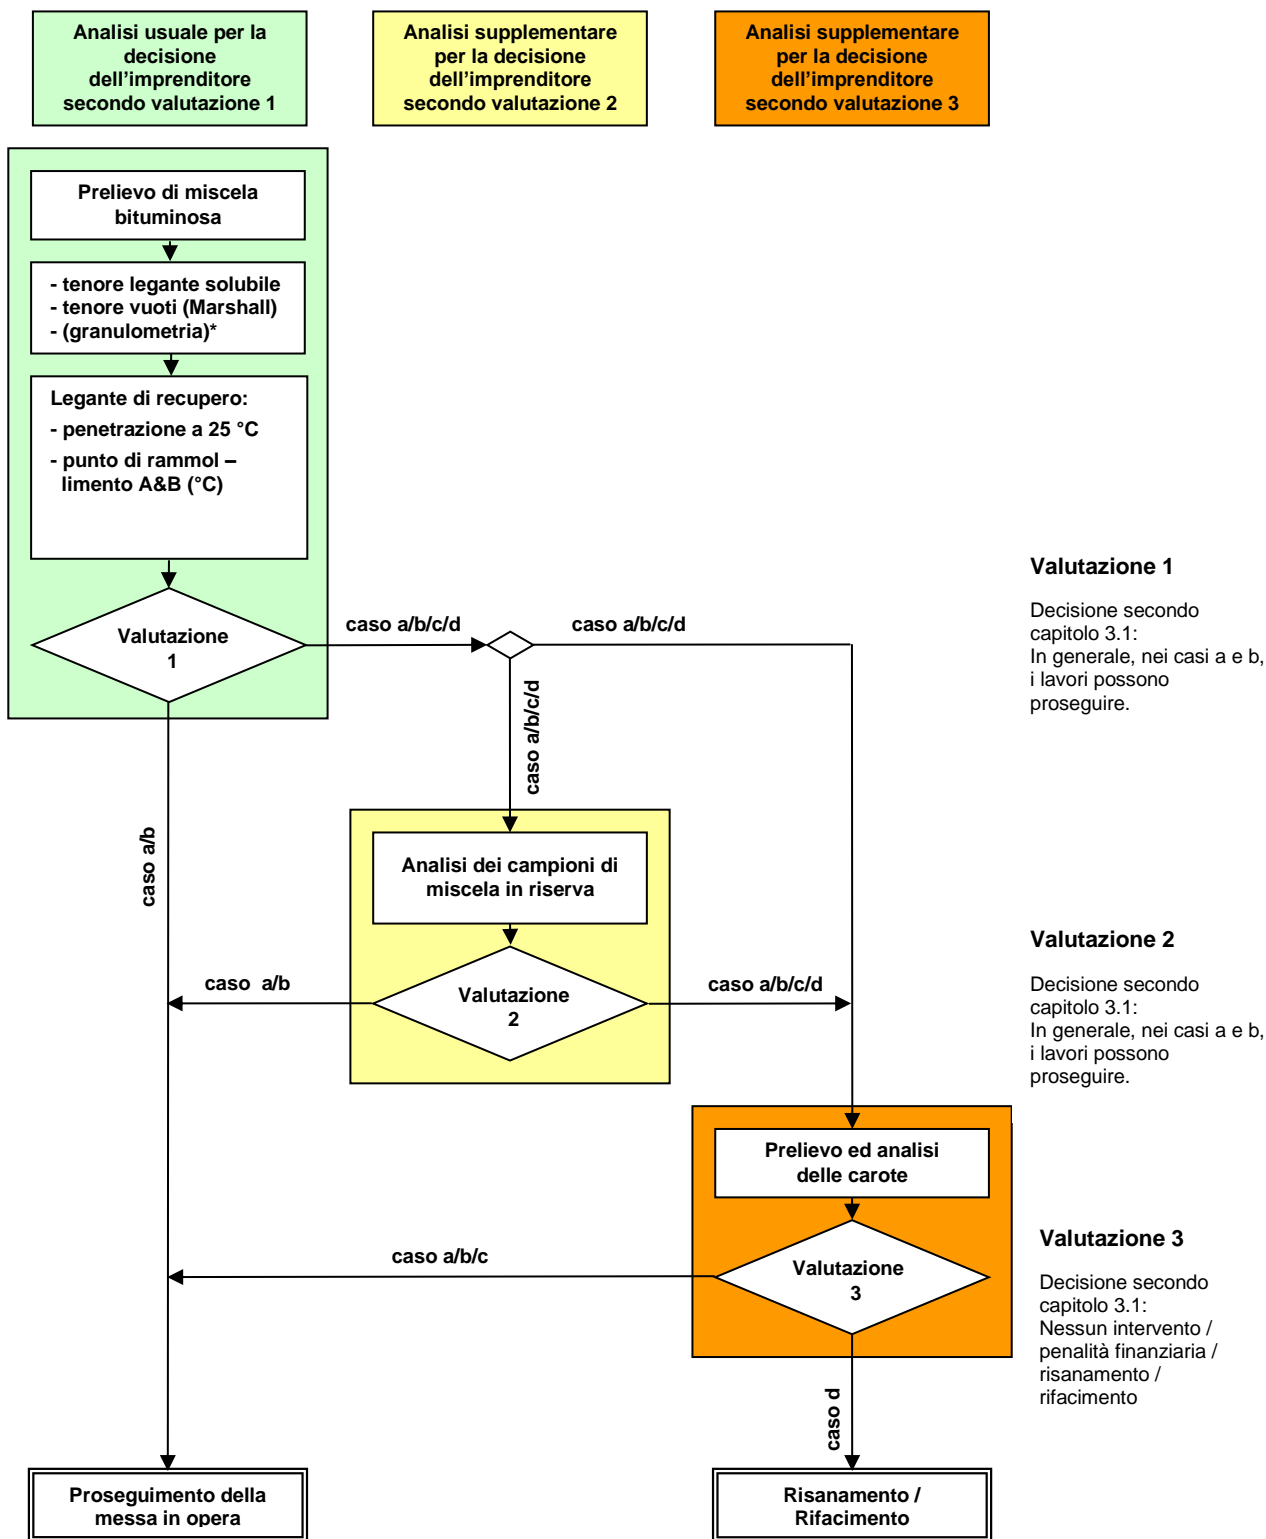 Analisi usuale per la
decisione
dell’imprenditore
secondo valutazione 1
Analisi supplementare
per la decisione
dell’imprenditore
secondo valutazione 2
Analisi supplementare
per la decisione
dell’imprenditore
secondo valutazione 3
Prelievo di miscela
bituminosa
- tenore legante solubile
- tenore vuoti (Marshall)
- (granulometria)*
Legante di recupero:
- penetrazione a 25 °C
- punto di rammol –
limento A&B (°C)
Valutazione
1
caso a/b/c/d
caso a/b/c/d
caso a/b/c/d
caso a/b
Valutazione 1
Decisione secondo
capitolo 3.1:
In generale, nei casi a e b,
i lavori possono
proseguire.
Analisi dei campioni di
miscela in riserva
Valutazione
2
caso  a/b
caso a/b/c/d
Valutazione 2
Decisione secondo
capitolo 3.1:
In generale, nei casi a e b,
i lavori possono
proseguire.
Prelievo ed analisi
delle carote
Valutazione
3
caso a/b/c
caso d
Valutazione 3
Decisione secondo
capitolo 3.1:
Nessun intervento /
penalità finanziaria /
risanamento /
rifacimento
Proseguimento della
messa in opera
Risanamento /
Rifacimento